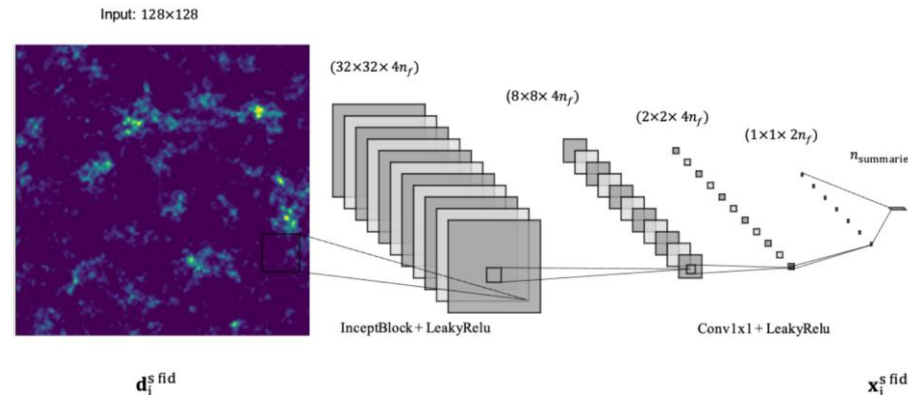 Input: 128×128
(32×32× 4n_f)
(8×8× 4n_f)
(2×2× 4n_f)
(1×1× 2n_f)
n_summarie
InceptBlock + LeakyRelu
Conv1x1 + LeakyRelu
d_i^{s fid}
x_i^{s fid}